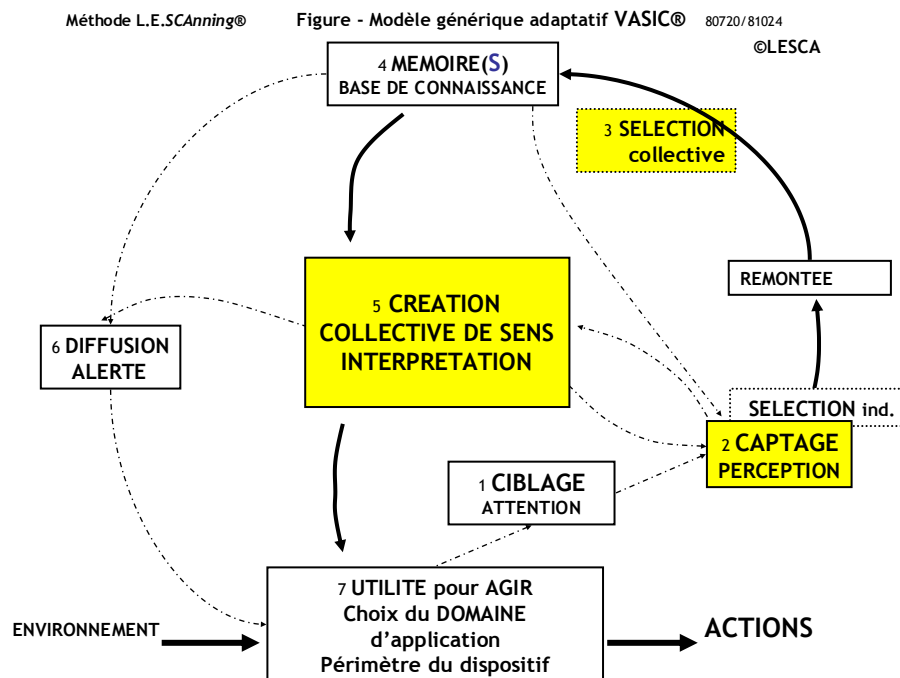 Méthode L.E.SCAnning® Figure - Modèle générique adaptatif VASIC® 80720/81024
©LESCA
4 MEMOIRE(S)
BASE DE CONNAISSANCE
3 SELECTION
collective
REMONTEE
5 CREATION
COLLECTIVE DE SENS
INTERPRETATION
6 DIFFUSION
ALERTE
SELECTION ind.
2 CAPTAGE
PERCEPTION
1 CIBLAGE
ATTENTION
7 UTILITE pour AGIR
Choix du DOMAINE
d’application
Périmètre du dispositif
ENVIRONNEMENT
ACTIONS